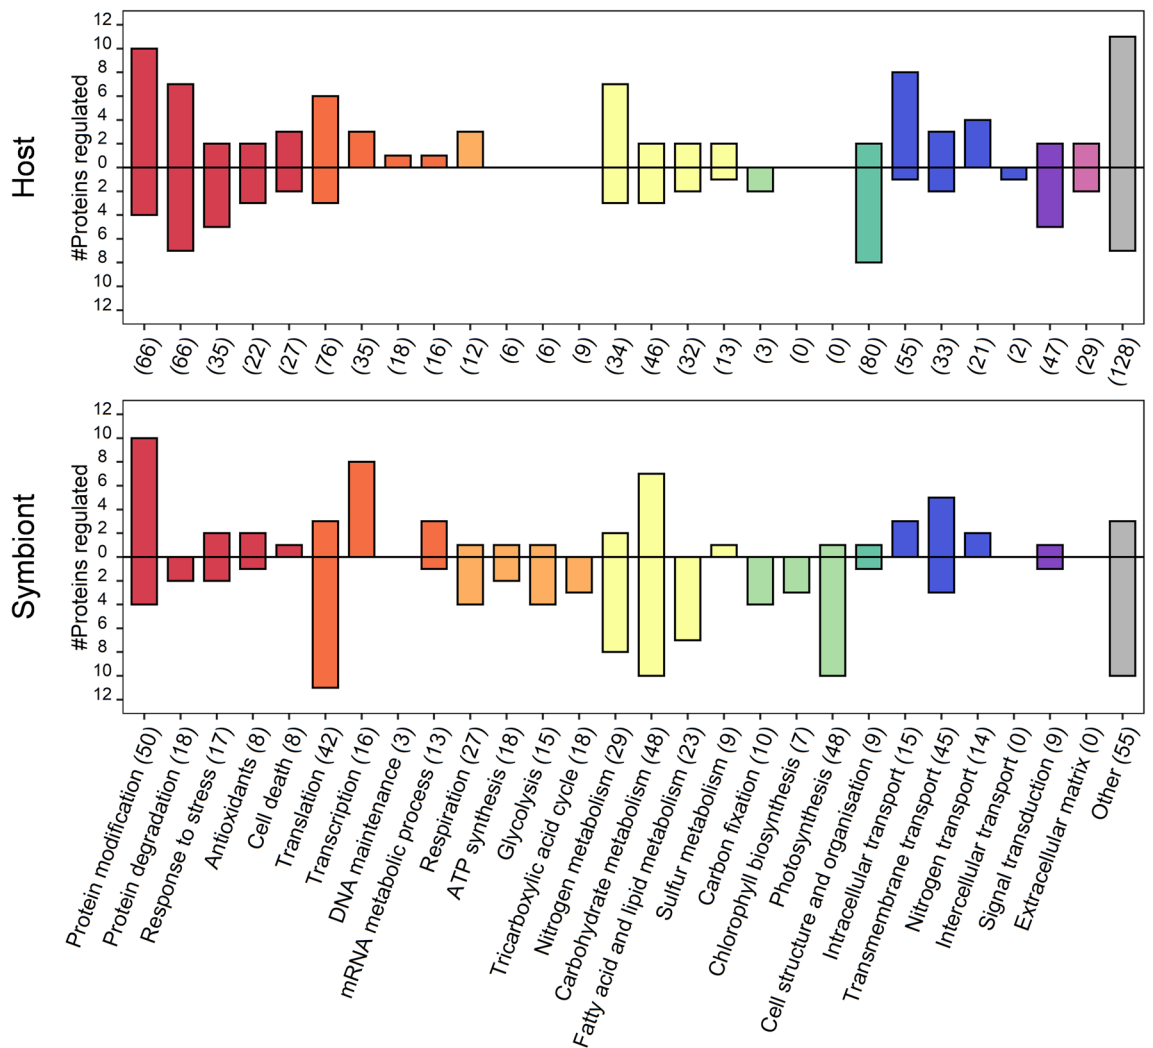 Host
#Proteins regulated
12
10
8
6
4
2
0
2
4
6
8
10
12
(66)
(66)
(35)
(22)
(27)
(76)
(35)
(18)
(16)
(12)
(6)
(6)
(9)
(34)
(46)
(32)
(13)
(3)
(0)
(0)
(80)
(55)
(33)
(21)
(2)
(47)
(29)
(128)
Symbiont
#Proteins regulated
12
10
8
6
4
2
0
2
4
6
8
10
12
Protein modification (50)
Protein degradation (18)
Response to stress (17)
Antioxidants (8)
Cell death (8)
Translation (42)
Transcription (16)
DNA maintenance (3)
mRNA metabolic process (13)
Respiration (27)
ATP synthesis (18)
Glycolysis (15)
Tricarboxylic acid cycle (18)
Nitrogen metabolism (29)
Carbohydrate metabolism (48)
Fatty acid and lipid metabolism (23)
Sulfur metabolism (9)
Carbon fixation (10)
Chlorophyll biosynthesis (7)
Photosynthesis (48)
Cell structure and organisation (9)
Intracellular transport (15)
Transmembrane transport (45)
Nitrogen transport (14)
Intercellular transport (0)
Signal transduction (9)
Extracellular matrix (0)
Other (55)